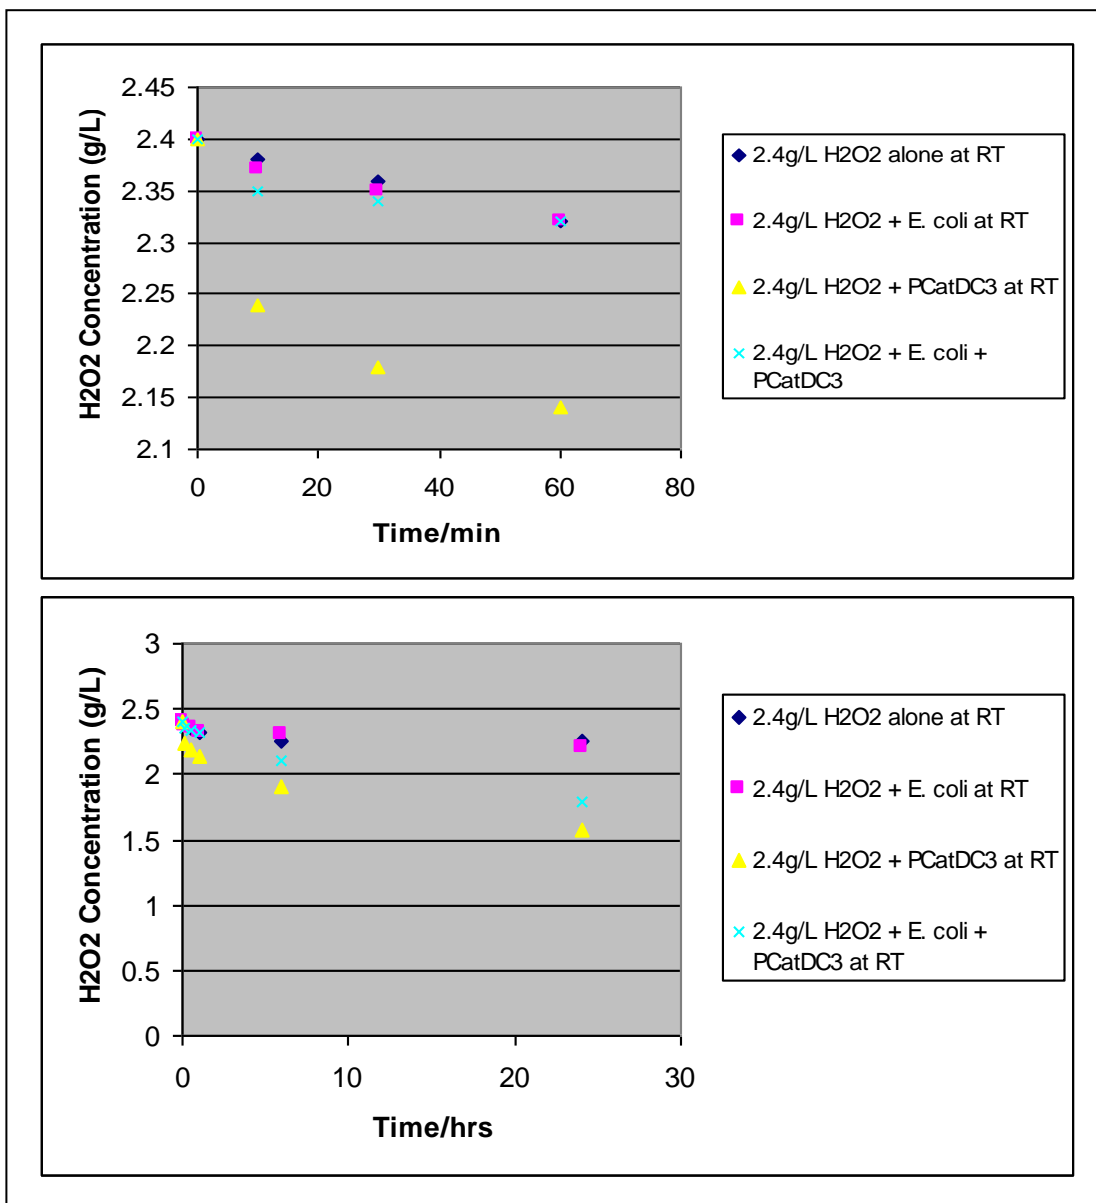 H2O2 Concentration (g/L)
2.45
2.4
2.35
2.3
2.25
2.2
2.15
2.1
0
20
40
60
80
Time/min
2.4g/L H2O2 alone at RT
2.4g/L H2O2 + E. coli at RT
2.4g/L H2O2 + PCatDC3 at RT
2.4g/L H2O2 + E. coli +
PCatDC3
H2O2 Concentration (g/L)
3
2.5
2
1.5
1
0.5
0
0
10
20
30
Time/hrs
2.4g/L H2O2 alone at RT
2.4g/L H2O2 + E. coli at RT
2.4g/L H2O2 + PCatDC3 at RT
2.4g/L H2O2 + E. coli +
PCatDC3 at RT